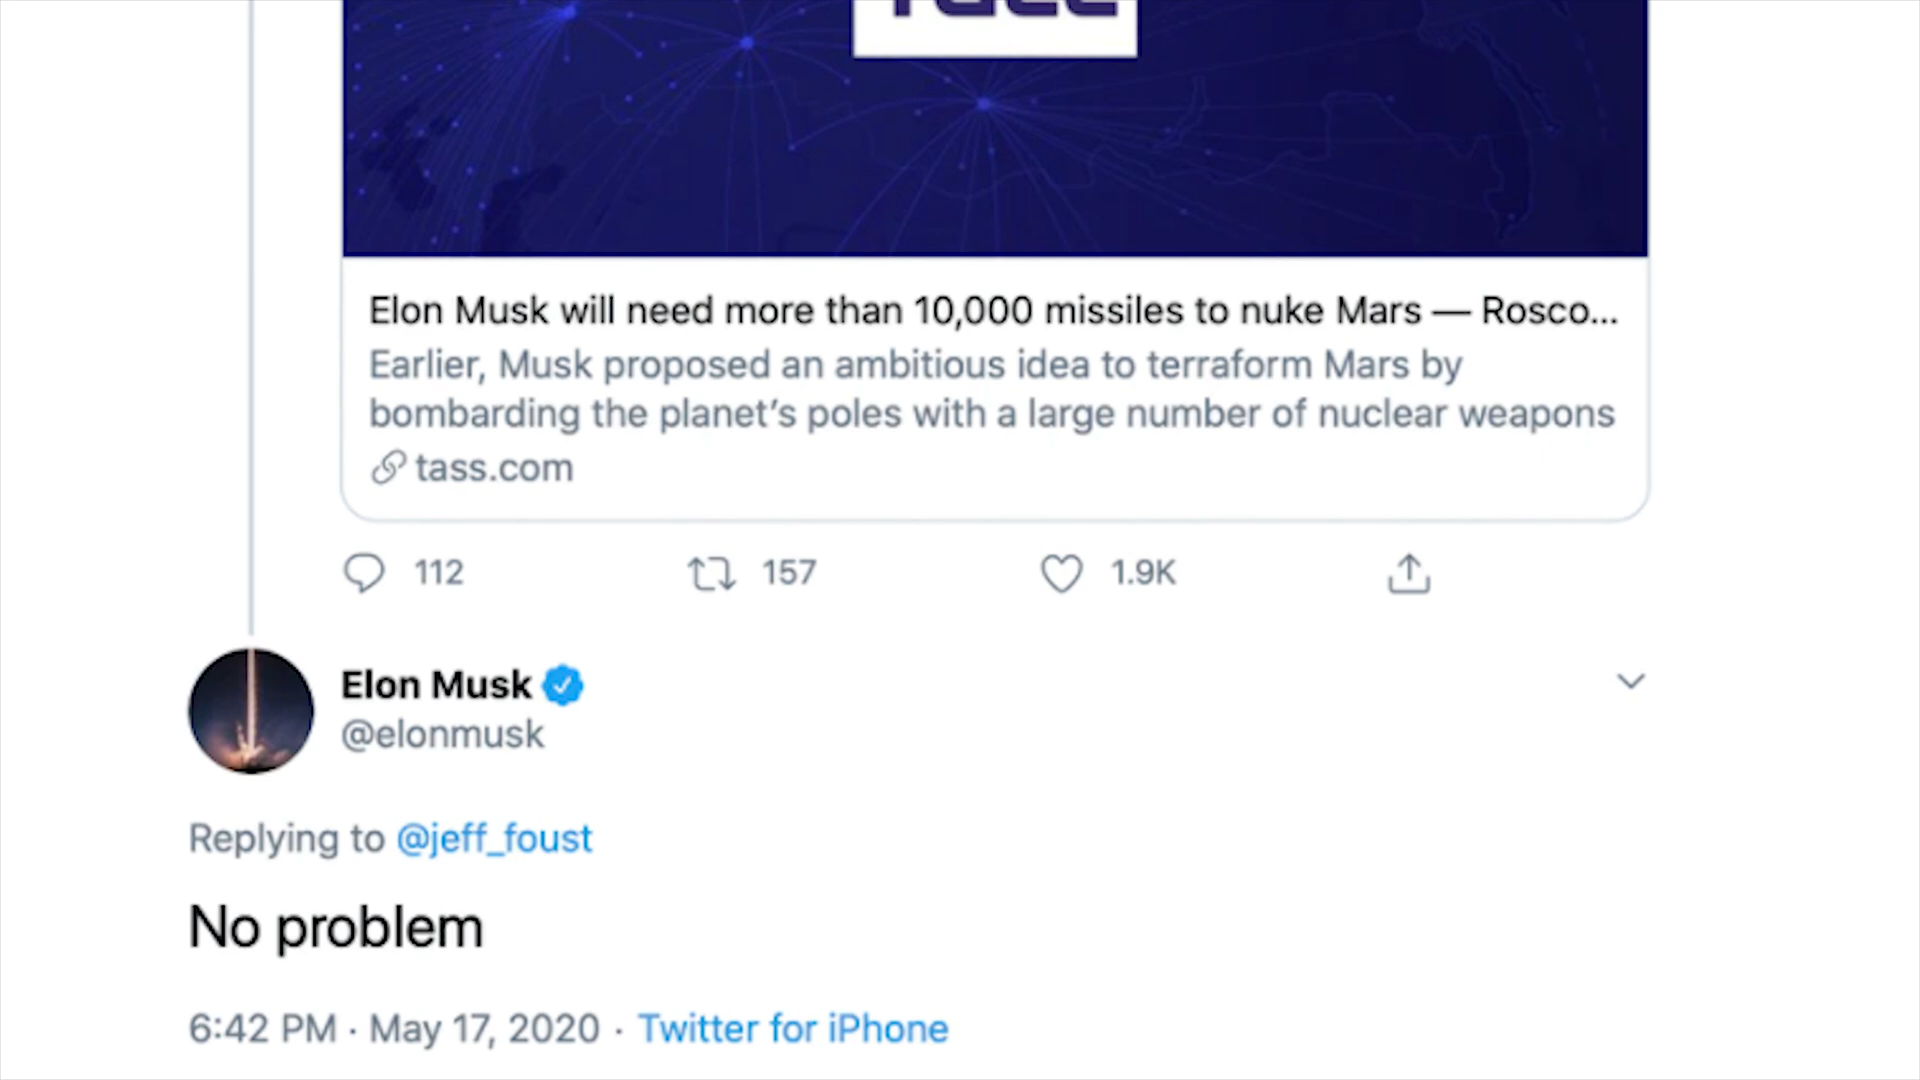 Elon Musk will need more than 10,000 missiles to nuke Mars — Rosco...
Earlier, Musk proposed an ambitious idea to terraform Mars by
bombarding the planet’s poles with a large number of nuclear weapons
tass.com
112 157 1.9K
Elon Musk
@elonmusk
Replying to @jeff_foust
No problem
6:42 PM · May 17, 2020 · Twitter for iPhone